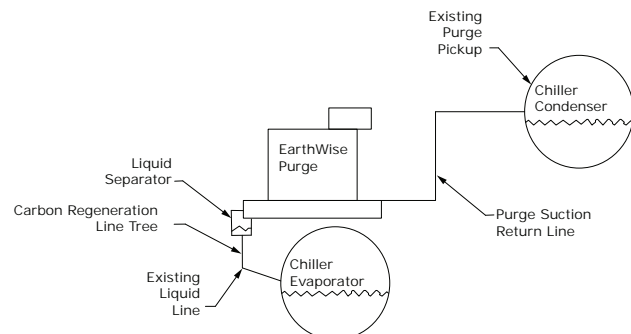 Existing
Purge
Pickup
Chiller
Condenser
EarthWise
Purge
Liquid
Separator
Carbon Regeneration
Line Tree
Purge Suction
Return Line
Existing
Liquid
Line
Chiller
Evaporator